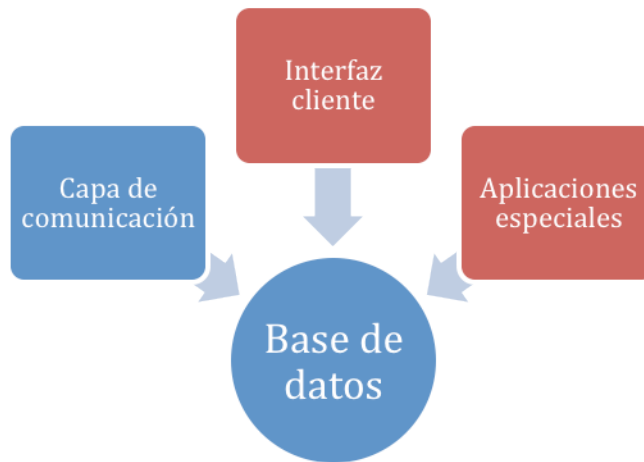 Interfaz
cliente
Capa de
comunicación
Aplicaciones
especiales
Base de
datos